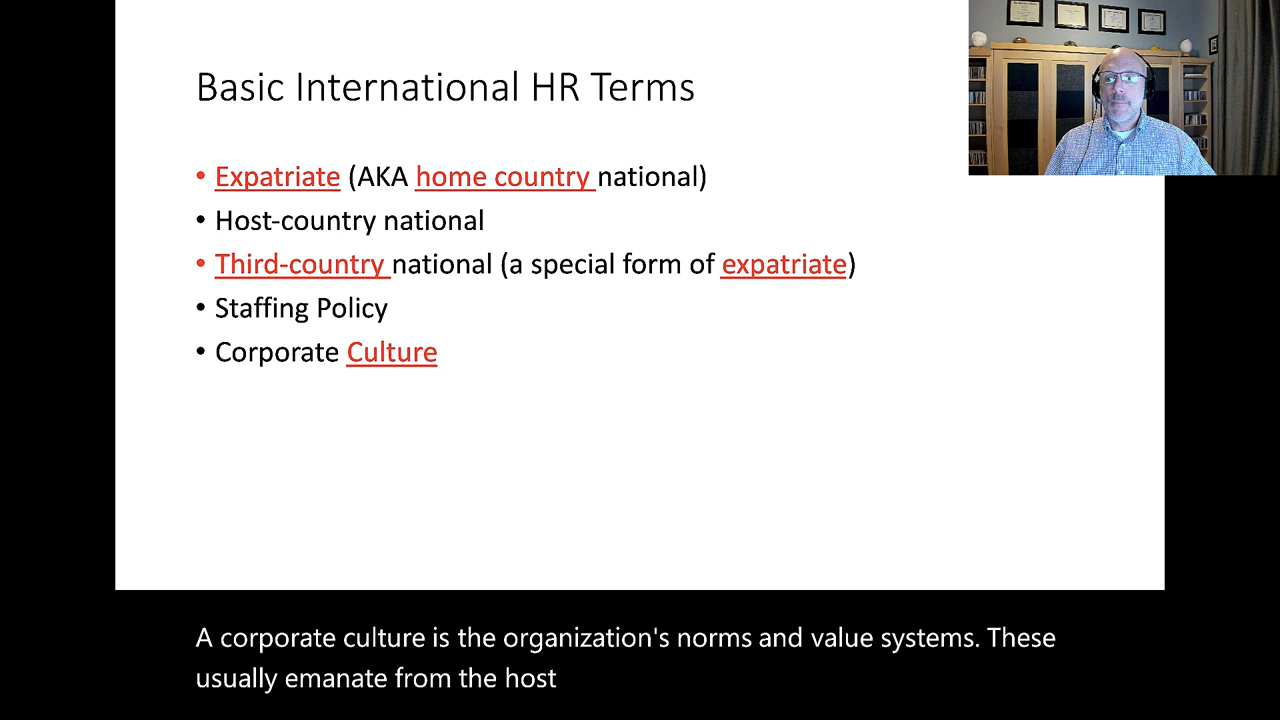 Basic International HR Terms
• Expatriate (AKA home country national)
• Host-country national
• Third-country national (a special form of expatriate)
• Staffing Policy
• Corporate Culture
A corporate culture is the organization's norms and value systems. These
usually emanate from the host